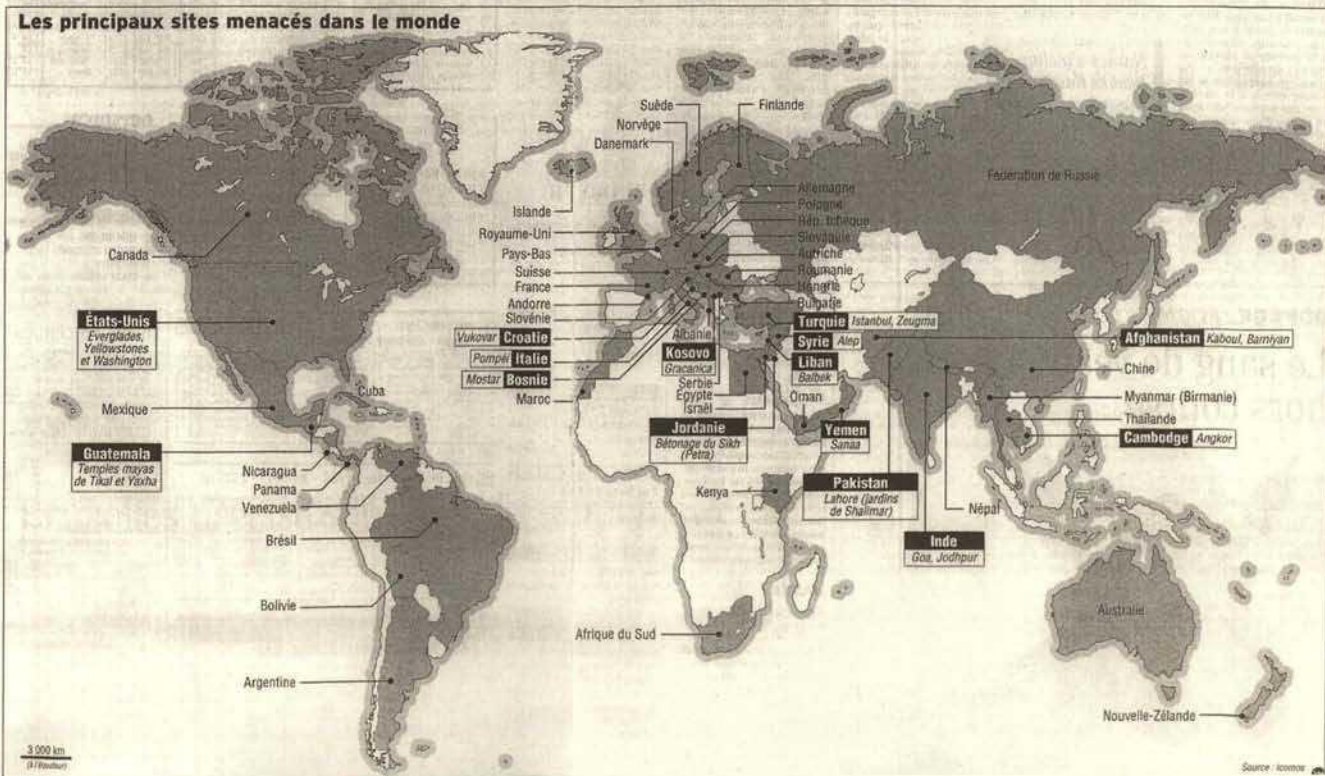 Les principaux sites menacés dans le monde
Suède
Finlande
Norvège
Danemark
Fédération de Russie
Islande
Allemagne
Pologne
Rép. tchèque
Royaume-Uni
Slovaquie
Canada
Pays-Bas
Autriche
Suisse
Roumanie
France
Hongrie
Andorre
Bulgarie
Slovénie
États-Unis
Everglades,
Yellowstones
et Washington
Turquie Istanbul, Zeugma
Vukovar Croatie
Albanie
Syrie Alep
Afghanistan Kaboul, Bamiyan
Pompéi Italie
Kosovo
Gracanica
Liban
Balbek
Chine
Mostar Bosnie
Serbie
Cuba
Egypte
Oman
Maroc
Israël
Myanmar (Birmanie)
Mexique
Thaïlande
Jordanie
Bétonage du Sikh
(Petra)
Yemen
Sanaa
Cambodge Angkor
Guatemala
Temples mayas
de Tikal et Yaxha
Nicaragua
Panama
Kenya
Pakistan
Lahore (jardins
de Shalimar)
Venezuela
Népal
Brésil
Inde
Goa, Jodhpur
Bolivie
Australie
Afrique du Sud
Argentine
Nouvelle-Zélande
3 000 km
(à l'équateur)
Source : Icomos